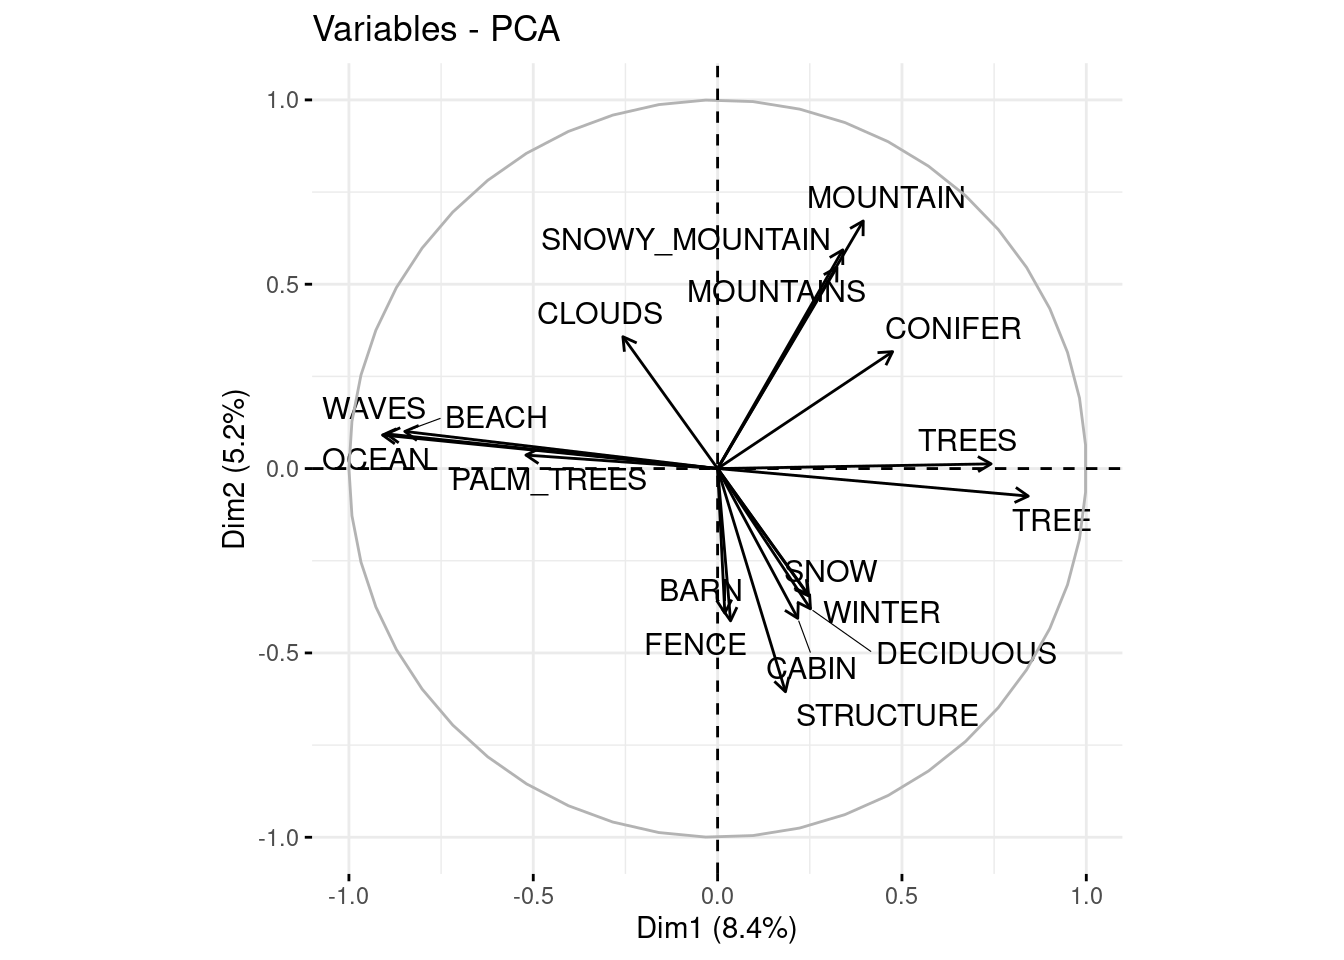 Variables - PCA
1.0
MOUNTAIN
SNOWY_MOUNTAIN
0.5
MOUNTAINS
CLOUDS
CONIFER
WAVES
BEACH
TREES
0.0
OCEAN
PALM_TREES
TREE
Dim2 (5.2%)
SNOW
BARN
WINTER
FENCE
-0.5
DECIDUOUS
CABIN
STRUCTURE
-1.0
-1.0 -0.5 0.0 0.5 1.0
Dim1 (8.4%)